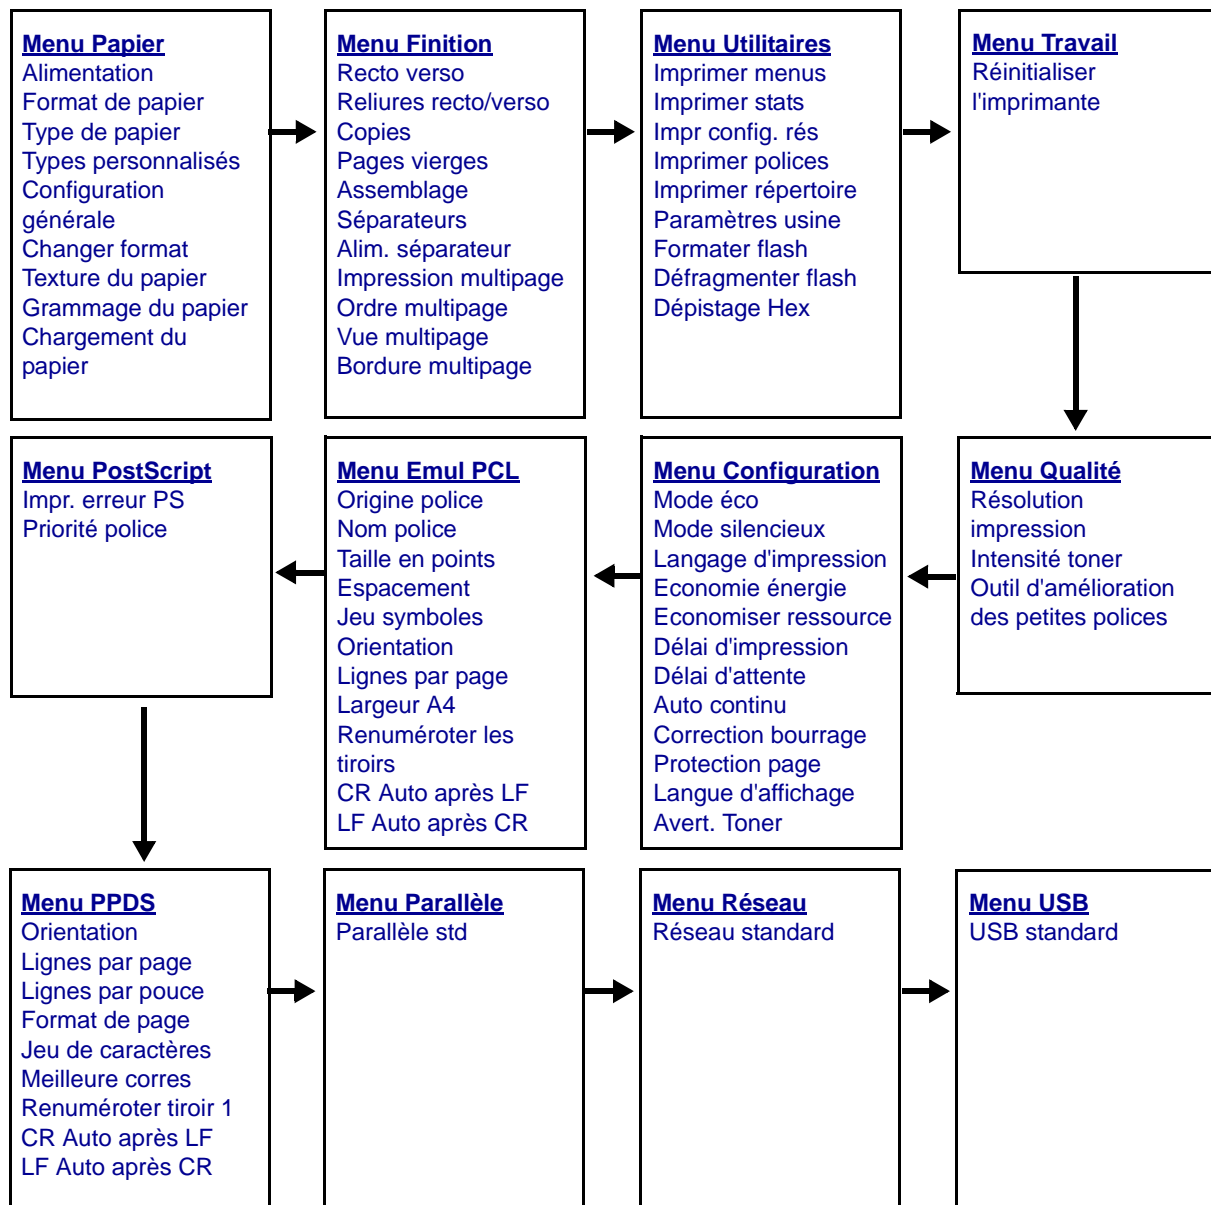 Menu Papier
Alimentation
Format de papier
Type de papier
Types personnalisés
Configuration
générale
Changer format
Texture du papier
Grammage du papier
Chargement du
papier
Menu Finition
Recto verso
Reliures recto/verso
Copies
Pages vierges
Assemblage
Séparateurs
Alim. séparateur
Impression multipage
Ordre multipage
Vue multipage
Bordure multipage
Menu Utilitaires
Imprimer menus
Imprimer stats
Impr config. rés
Imprimer polices
Imprimer répertoire
Paramètres usine
Formater flash
Défragmenter flash
Dépistage Hex
Menu Travail
Réinitialiser
l'imprimante
Menu Qualité
Résolution
impression
Intensité toner
Outil d'amélioration
des petites polices
Menu Configuration
Mode éco
Mode silencieux
Langage d'impression
Economie énergie
Economiser ressource
Délai d'impression
Délai d'attente
Auto continu
Correction bourrage
Protection page
Langue d'affichage
Avert. Toner
Menu Emul PCL
Origine police
Nom police
Taille en points
Espacement
Jeu symboles
Orientation
Lignes par page
Largeur A4
Renuméroter les
tiroirs
CR Auto après LF
LF Auto après CR
Menu PostScript
Impr. erreur PS
Priorité police
Menu PPDS
Orientation
Lignes par page
Lignes par pouce
Format de page
Jeu de caractères
Meilleure corres
Renuméroter tiroir 1
CR Auto après LF
LF Auto après CR
Menu Parallèle
Parallèle std
Menu Réseau
Réseau standard
Menu USB
USB standard